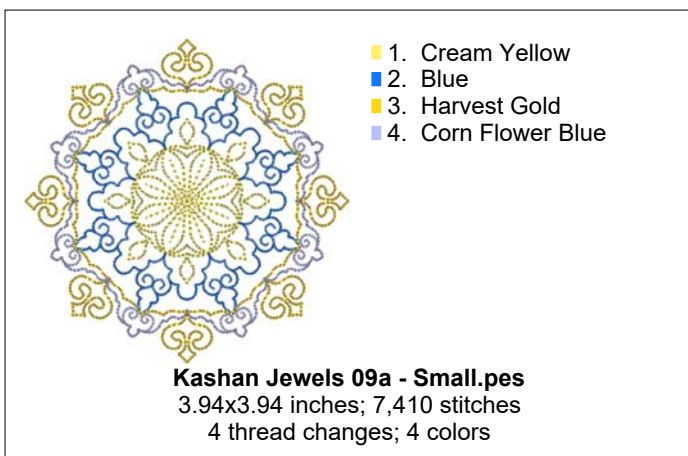 1. Cream Yellow
2. Blue
3. Harvest Gold
4. Corn Flower Blue
Kashan Jewels 09a - Small.pes
3.94x3.94 inches; 7,410 stitches
4 thread changes; 4 colors